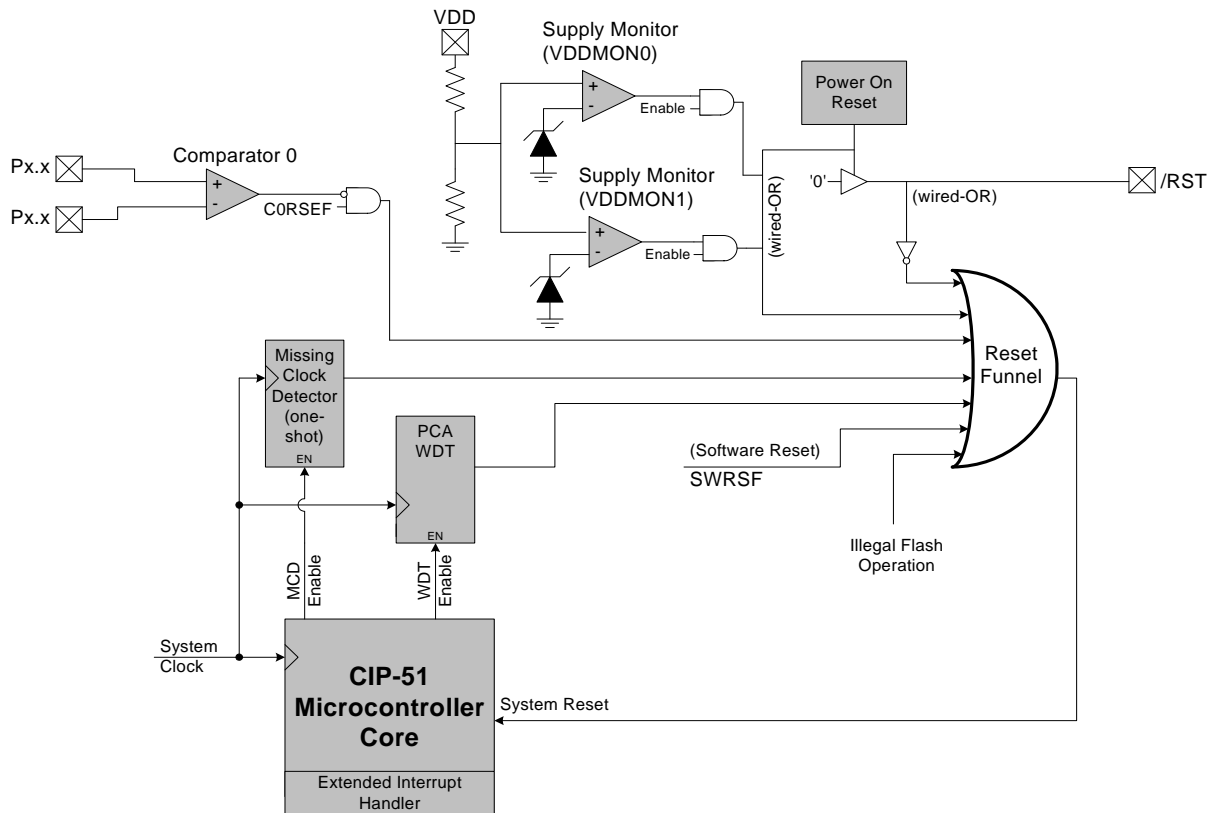 VDD
Supply Monitor
(VDDMON0)
+
-
Enable
Power On
Reset
Px.x
Px.x
Comparator 0
+
-
C0RSEF
Supply Monitor
(VDDMON1)
+
-
Enable
(wired-OR)
'0'
/RST
(wired-OR)
Reset
Funnel
Missing
Clock
Detector
(one-
shot)
EN
PCA
WDT
EN
(Software Reset)
SWRSF
Illegal Flash
Operation
MCD
Enable
WDT
Enable
System
Clock
CIP-51
Microcontroller
Core
System Reset
Extended Interrupt
Handler